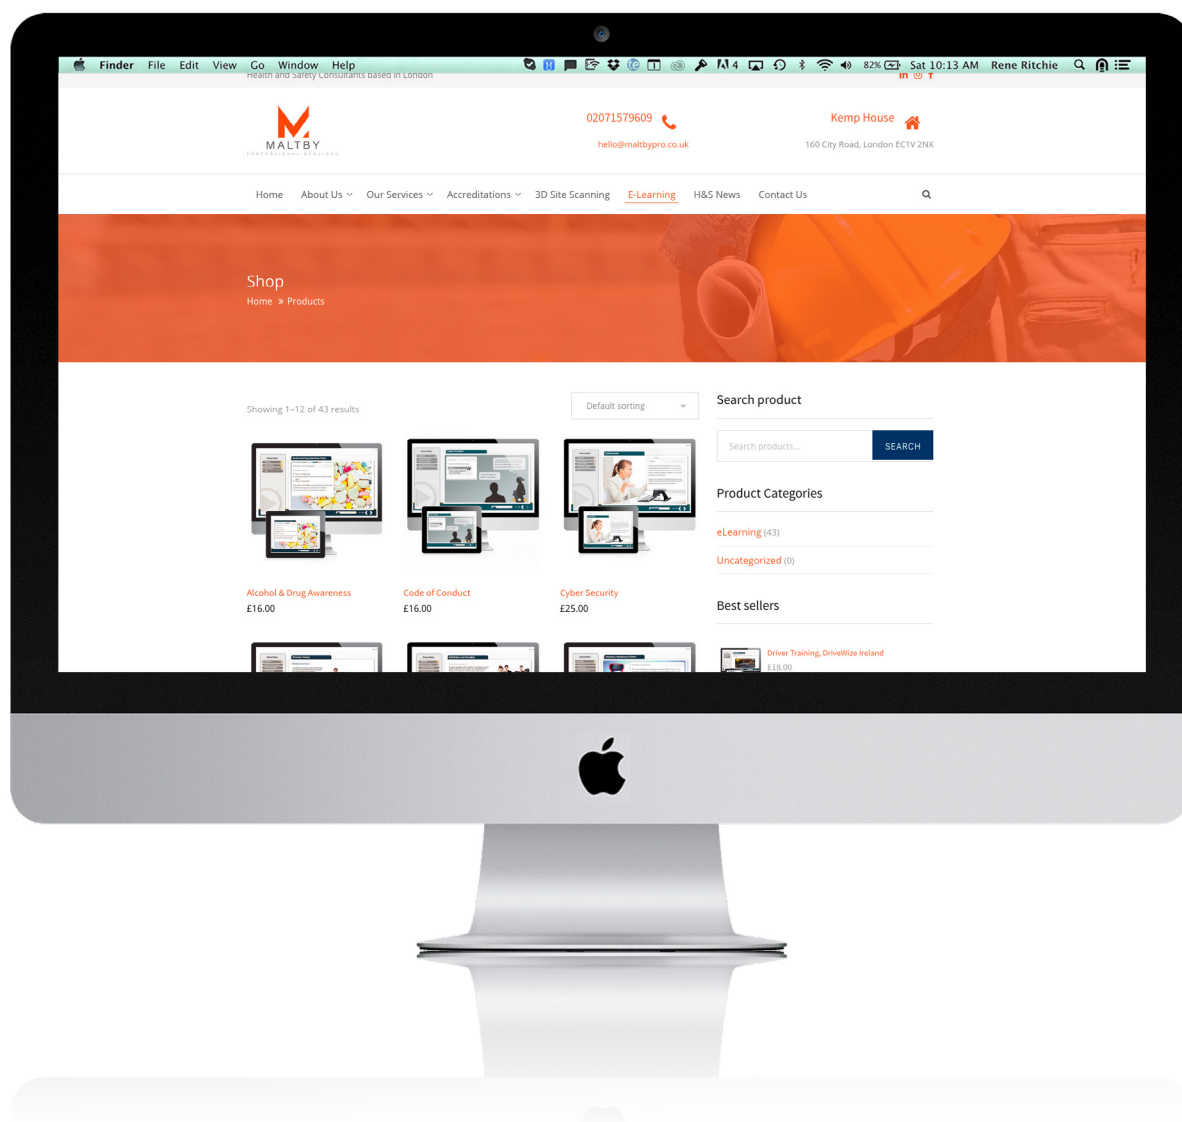 Finder File Edit View Go Window Help
4 82% Sat 10:13 AM Rene Ritchie
Health and Safety Consultants based in London
MALTBY
PROFESSIONAL SERVICES
02071579609
hello@maltbypro.co.uk
Kemp House
160 City Road, London EC1V 2NX
Home About Us Our Services Accreditations 3D Site Scanning E-Learning H&S News Contact Us
Shop
Home » Products
Showing 1–12 of 43 results
Default sorting
Alcohol & Drug Awareness
£16.00
Code of Conduct
£16.00
Cyber Security
£25.00
Search product
Search products...
SEARCH
Product Categories
eLearning (43)
Uncategorized (0)
Best sellers
Driver Training, DriveWize Ireland
£18.00